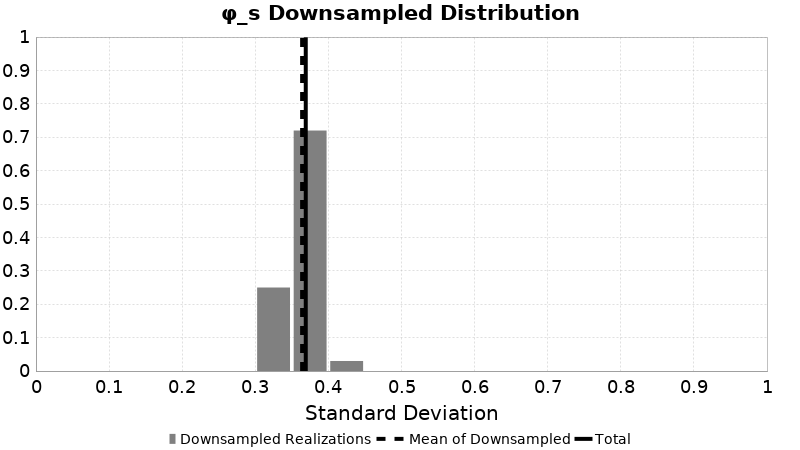 φ_s Downsampled Distribution
1
0.9
0.8
0.7
0.6
0.5
0.4
0.3
0.2
0.1
0
0 0.1 0.2 0.3 0.4 0.5 0.6 0.7 0.8 0.9 1
Standard Deviation
Downsampled Realizations Mean of Downsampled Total